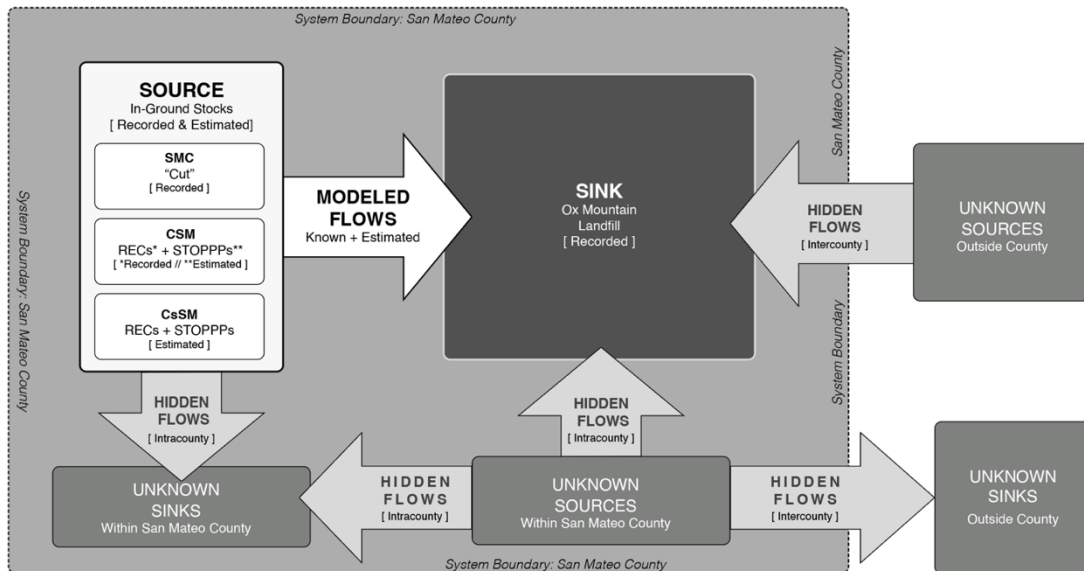 System Boundary: San Mateo County
SOURCE
In-Ground Stocks
[ Recorded & Estimated]
SMC
“Cut”
[ Recorded ]
CSM
RECs* + STOPPPs**
[ *Recorded // **Estimated ]
CsSM
RECs + STOPPPs
[ Estimated ]
MODELED
FLOWS
Known + Estimated
SINK
Ox Mountain
Landfill
[ Recorded ]
HIDDEN
FLOWS
[ Intercounty ]
UNKNOWN
SOURCES
Outside County
San Mateo County
System Boundary
System Boundary: San Mateo County
HIDDEN
FLOWS
[ Intracounty ]
HIDDEN
FLOWS
[ Intracounty ]
UNKNOWN
SINKS
Within San Mateo County
HIDDEN
FLOWS
[ Intracounty ]
UNKNOWN
SOURCES
Within San Mateo County
HIDDEN
FLOWS
[ Intercounty ]
UNKNOWN
SINKS
Outside County
System Boundary: San Mateo County